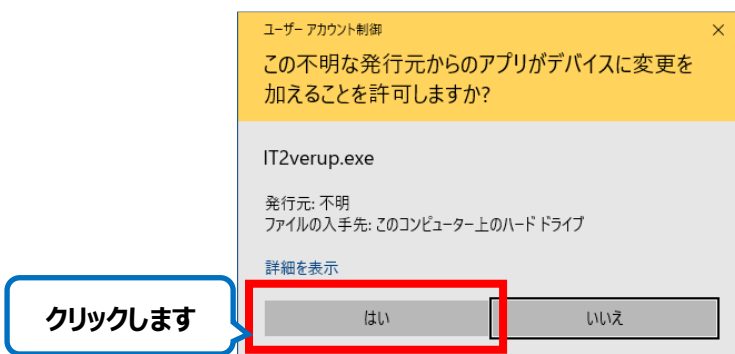 ユーザー アカウント制御
この不明な発行元からのアプリがデバイスに変更を
加えることを許可しますか?
IT2verup.exe
発行元: 不明
ファイルの入手先: このコンピューター上のハード ドライブ
詳細を表示
クリックします
はい
いいえ